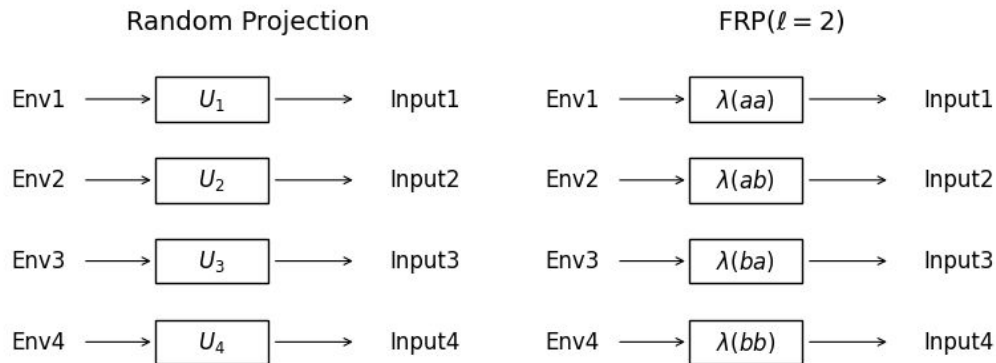 Random Projection FRP(ℓ = 2)
Env1 U₁ Input1 Env1 λ(aa) Input1
Env2 U₂ Input2 Env2 λ(ab) Input2
Env3 U₃ Input3 Env3 λ(ba) Input3
Env4 U₄ Input4 Env4 λ(bb) Input4